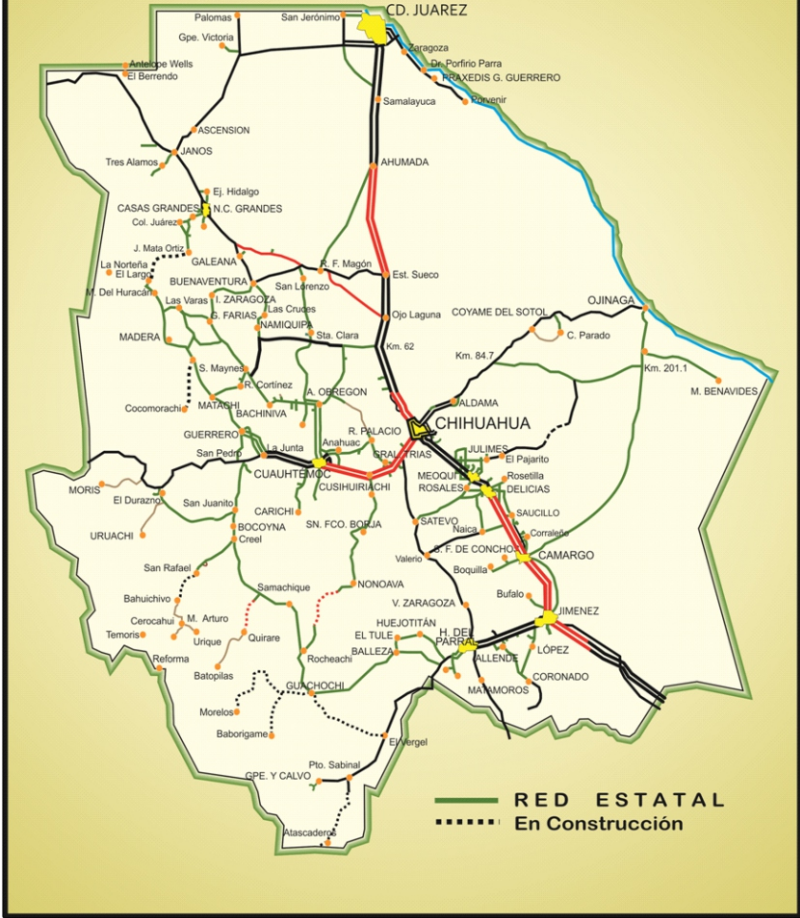 CD. JUAREZ
Palomas
San Jerónimo
Gpe. Victoria
Zaragoza
Antelope Wells
Dr. Porfirio Parra
El Berrendo
PRAXEDIS G. GUERRERO
Samalayuca
Porvenir
ASCENSION
JANOS
Tres Alamos
AHUMADA
Ej. Hidalgo
CASAS GRANDES
N.C. GRANDES
Col. Juárez
J. Mata Ortiz
GALEANA
La Norteña
R. F. Magón
El Largo
Est. Sueco
BUENAVENTURA
San Lorenzo
M. Del Huracán
Las Varas
I. ZARAGOZA
OJINAGA
Las Cruces
COYAME DEL SOTOL
G. FARIAS
Ojo Laguna
NAMIQUIPA
MADERA
Sta. Clara
C. Parado
Km. 62
Km. 84.7
S. Maynes
Km. 201.1
R. Cortínez
M. BENAVIDES
A. OBREGON
Cocomorachic
MATACHI
ALDAMA
BACHINIVA
CHIHUAHUA
GUERRERO
R. PALACIO
Anahuac
La Junta
JULIMES
San Pedro
GRAL. TRIAS
El Pajarito
CUAUHTEMOC
MEOQUI
Rosetilla
MORIS
CUSIHUIRIACHI
ROSALES
DELICIAS
El Durazno
San Juanito
CARICHI
SAUCILLO
SN. FCO. BORJA
SATEVO
BOCOYNA
Naica
URUACHI
Corraleño
Creel
S. F. DE CONCHOS
CAMARGO
Valerio
San Rafael
Boquilla
NONOAVA
Samachique
Bahuichivo
Bufalo
V. ZARAGOZA
JIMENEZ
Cerocahui
M. Arturo
HUEJOTITÁN
Temoris
Urique
Quirare
EL TULE
H. DEL
PARRAL
LÓPEZ
BALLEZA
Reforma
Rocheachi
ALLENDE
Batopilas
CORONADO
GUACHOCHI
MATAMOROS
Morelos
Baborigame
El Vergel
Pto. Sabinal
GPE. Y CALVO
RED ESTATAL
En Construcción
Atascaderos